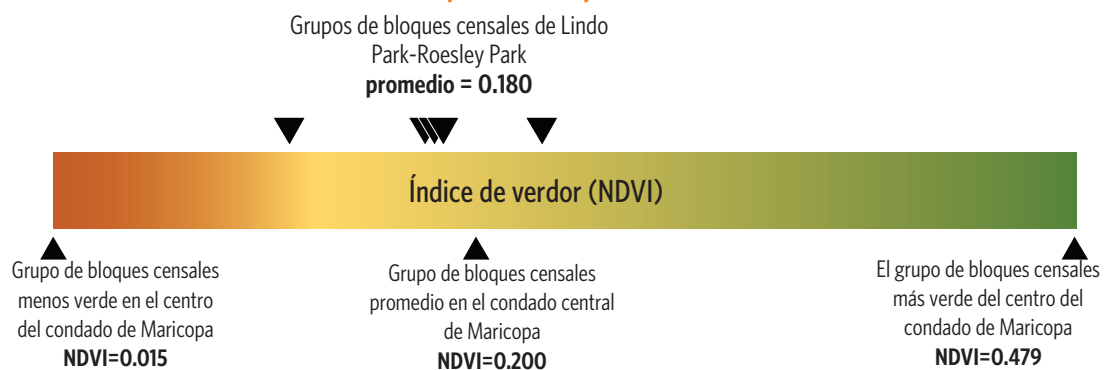 Grupos de bloques censales de Lindo
Park-Roesley Park
promedio = 0.180
Índice de verdor (NDVI)
Grupo de bloques censales
menos verde en el centro
del condado de Maricopa
NDVI=0.015
Grupo de bloques censales
promedio en el condado central
de Maricopa
NDVI=0.200
El grupo de bloques censales
más verde del centro del
condado de Maricopa
NDVI=0.479